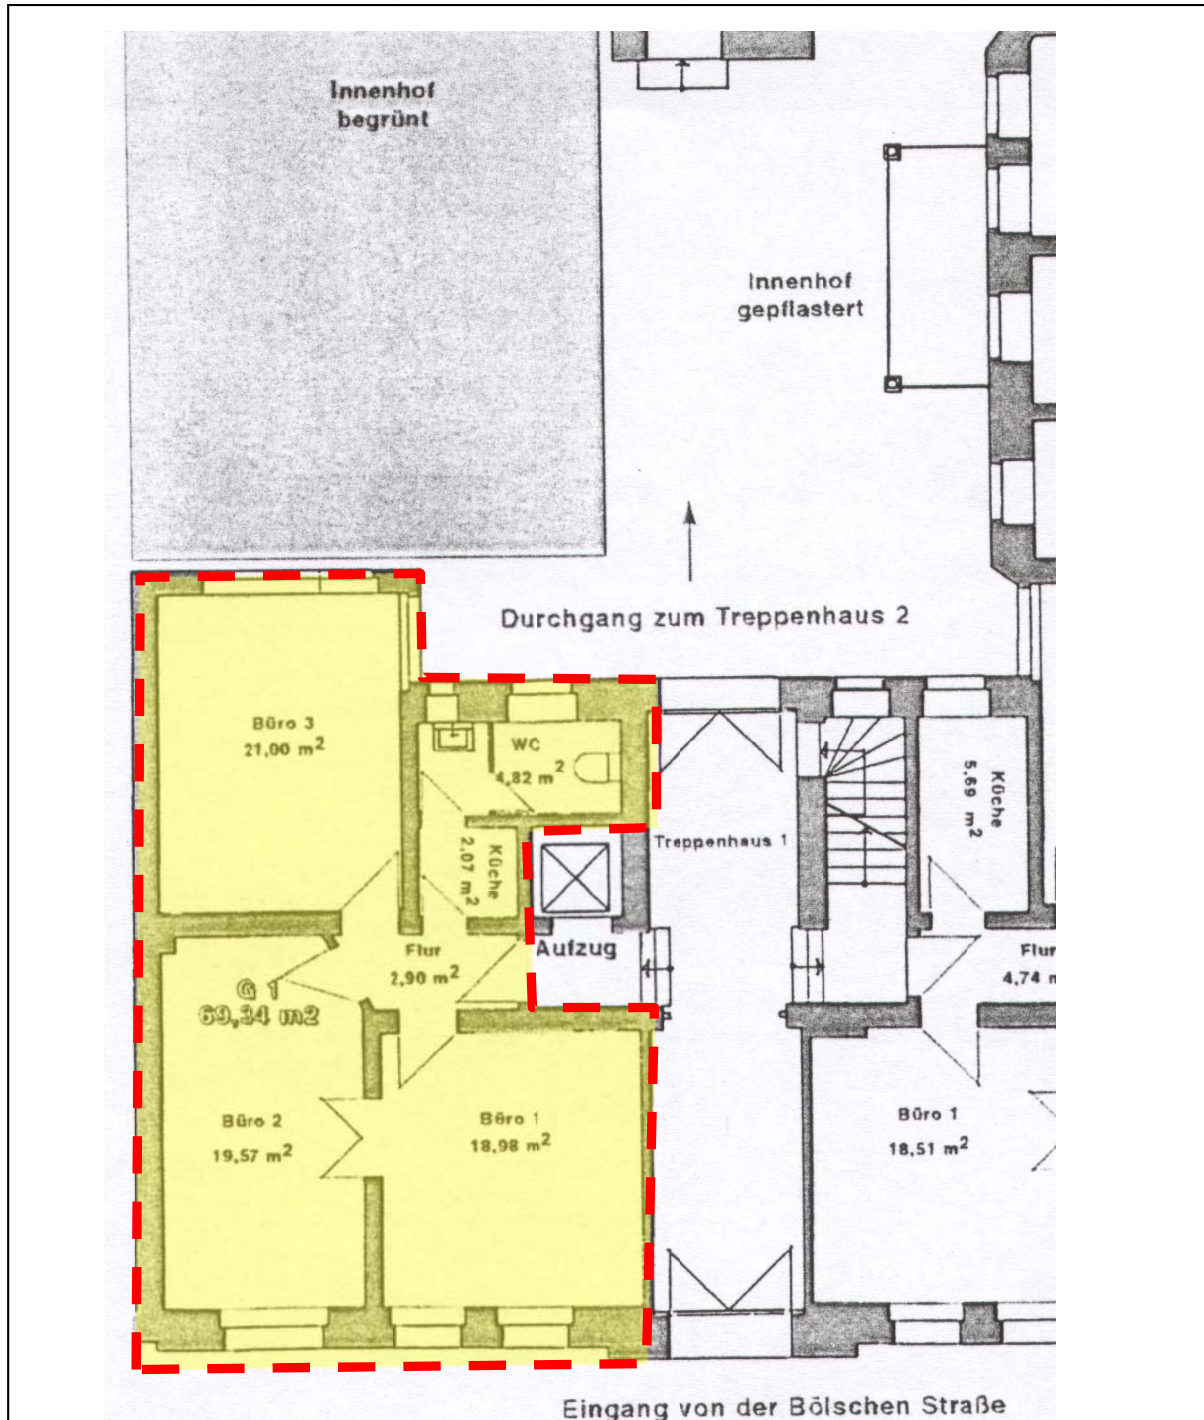 Innenhof
begrünt
Innenhof
gepflastert
Durchgang zum Treppenhaus 2
Büro 3
21,00 m²
WC
4,82 m²
Küche
2,07 m²
Treppenhaus 1
Küche
5,69 m²
Aufzug
Flur
2,90 m²
Flur
4,74 m
G 1
69,34 m2
Büro 2
19,57 m²
Büro 1
18,98 m²
Büro 1
18,51 m²
Eingang von der Bölschen Straße